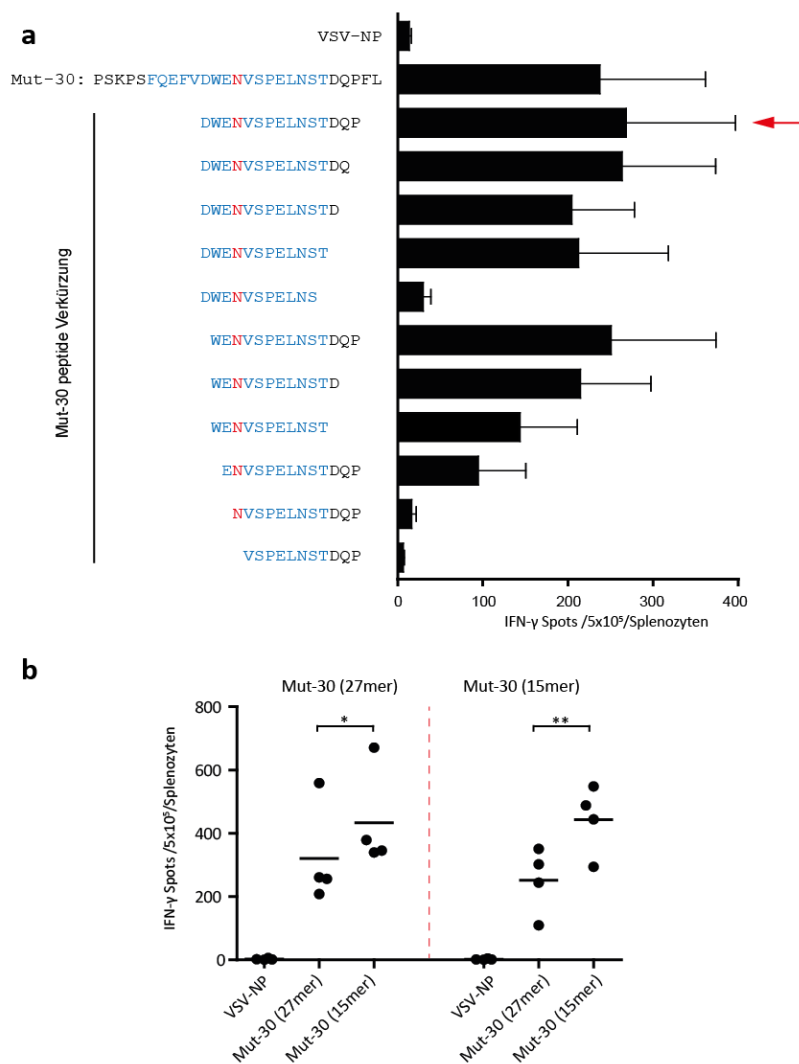 a
VSV-NP
Mut-30: PSKPSFQEFVDWENVSPELNSTDQPFL
DWENVSPELNSTDQP
DWENVSPELNSTDQ
DWENVSPELNSTD
DWENVSPELNST
DWENVSPELNS
WENVSPELNSTDQP
WENVSPELNSTD
WENVSPELNST
ENVSPELNSTDQP
NVSPELNSTDQP
VSPELNSTDQP
Mut-30 peptide Verkürzung
0 100 200 300 400
IFN-γ Spots /5x10⁵/Splenozyten
b
Mut-30 (27mer) Mut-30 (15mer)
IFN-γ Spots /5x10⁵/Splenozyten
800
600
400
200
0
* **
VSV-NP
Mut-30 (27mer)
Mut-30 (15mer)
VSV-NP
Mut-30 (27mer)
Mut-30 (15mer)